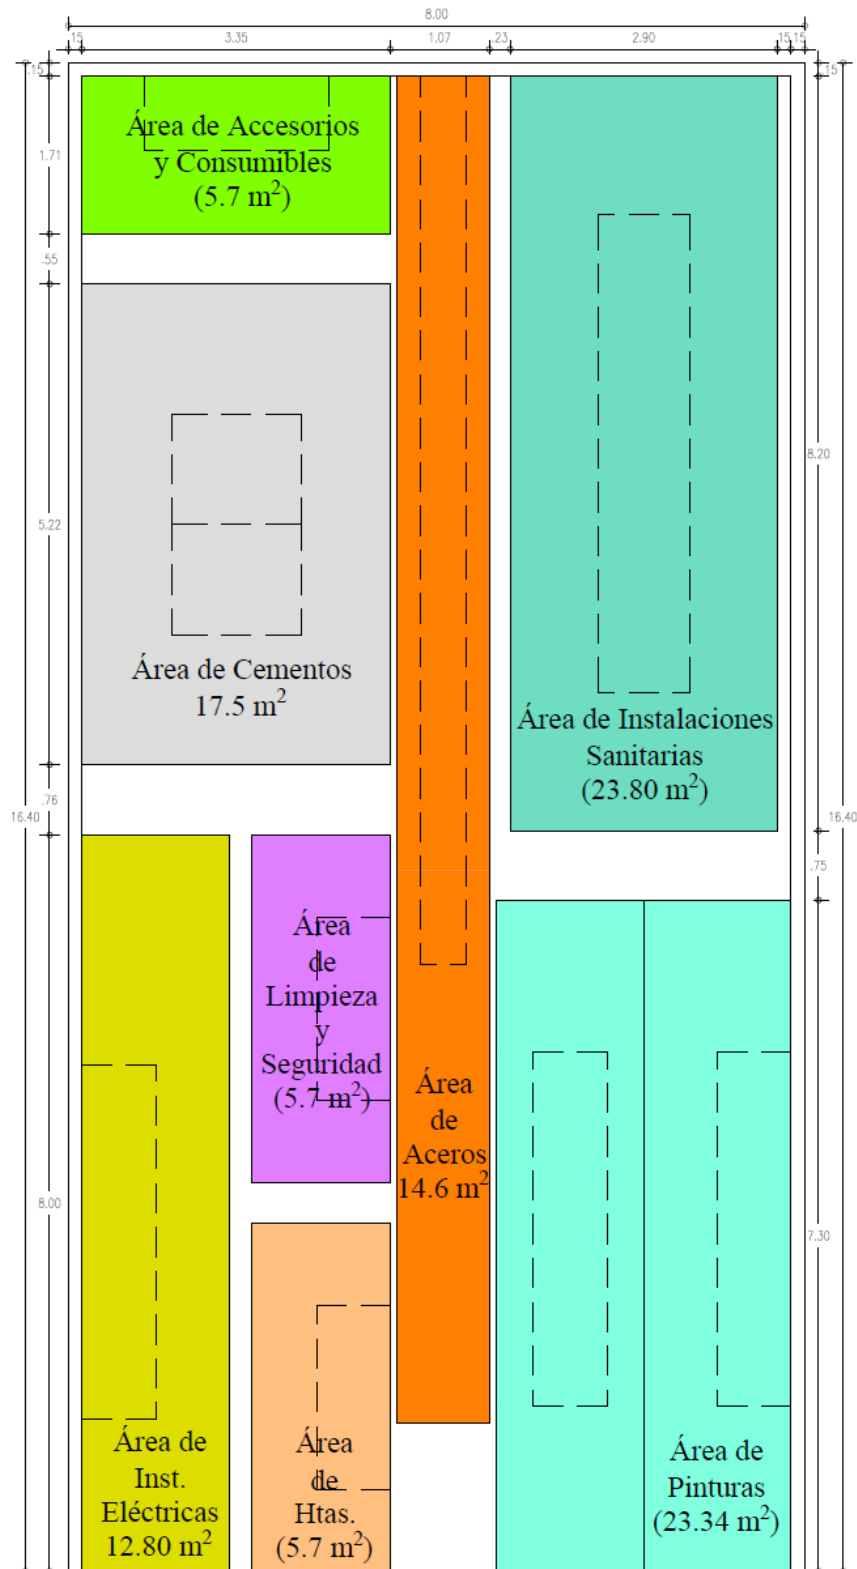 8.00
.15 3.35 1.07 .23 2.90 .15 .15
.15
.15
Área de Accesorios
y Consumibles
(5.7 m²)
1.71
.55
5.22
8.20
Área de Cementos
17.5 m²
Área de Instalaciones
Sanitarias
(23.80 m²)
.76
16.40
16.40
.75
Área
de
Limpieza
y
Seguridad
(5.7 m²)
Área
de
Aceros
14.6 m²
8.00
7.30
Área de
Inst.
Eléctricas
12.80 m²
Área
de
Htas.
(5.7 m²)
Área de
Pinturas
(23.34 m²)